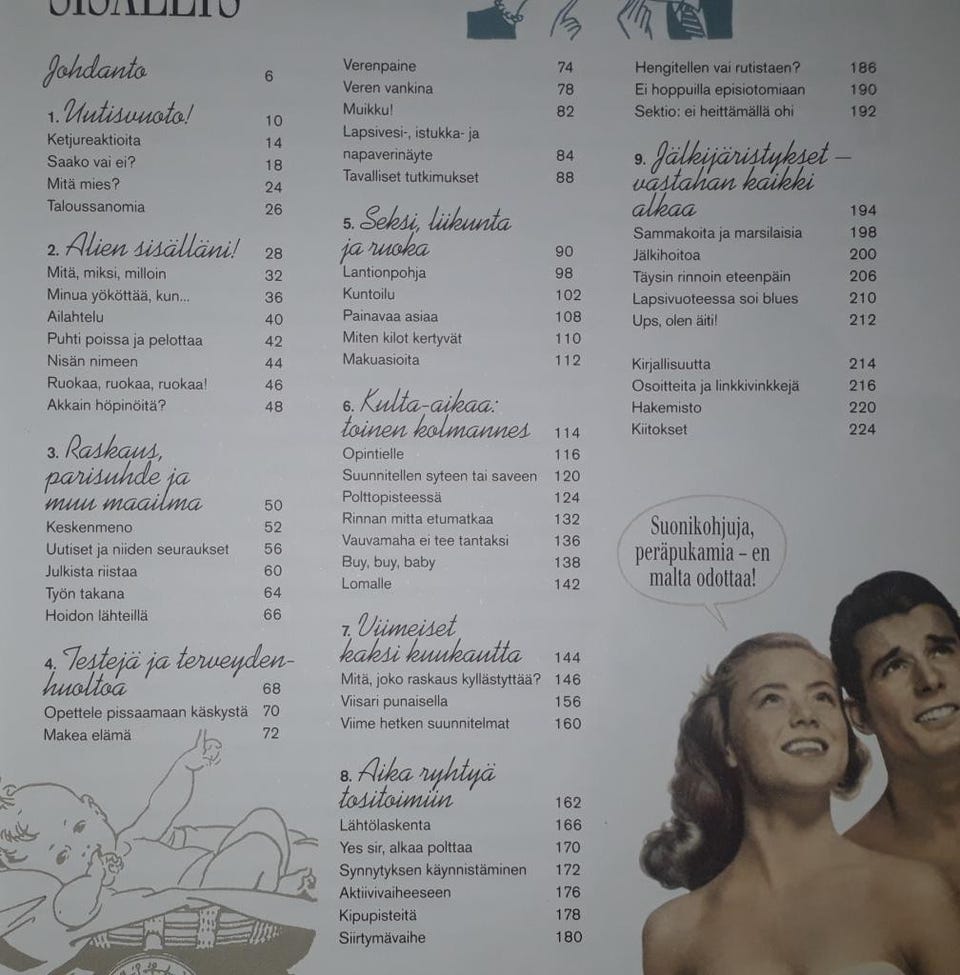 SISÄLLYS
Johdanto 6
1. Uutisvuoto! 10
Ketjureaktioita 14
Saako vai ei? 18
Mitä mies? 24
Taloussanomia 26
2. Alien sisälläni! 28
Mitä, miksi, milloin 32
Minua yököttää, kun... 36
Ailahtelu 40
Puhti poissa ja pelottaa 42
Nisän nimeen 44
Ruokaa, ruokaa, ruokaa! 46
Akkain höpinöitä? 48
3. Raskaus,
parisuhde ja
muu maailma 50
Keskenmeno 52
Uutiset ja niiden seuraukset 56
Julkista riistaa 60
Työn takana 64
Hoidon lähteillä 66
4. Testejä ja terveyden-
huoltoa 68
Opettele pissaamaan käskystä 70
Makea elämä 72
Verenpaine 74
Veren vankina 78
Muikku! 82
Lapsivesi-, istukka- ja
napaverinäyte 84
Tavalliset tutkimukset 88
5. Seksi, liikunta
ja ruoka 90
Lantionpohja 98
Kuntoilu 102
Painavaa asiaa 108
Miten kilot kertyvät 110
Makuasioita 112
6. Kulta-aikaa:
toinen kolmannes 114
Opintielle 116
Suunnitellen syteen tai saveen 120
Polttopisteessä 124
Rinnan mitta etumatkaa 132
Vauvamaha ei tee tantaksi 136
Buy, buy, baby 138
Lomalle 142
7. Viimeiset
kaksi kuukautta 144
Mitä, joko raskaus kyllästyttää? 146
Viisari punaisella 156
Viime hetken suunnitelmat 160
8. Aika ryhtyä
tositoimiin 162
Lähtölaskenta 166
Yes sir, alkaa polttaa 170
Synnytyksen käynnistäminen 172
Aktiivivaiheeseen 176
Kipupisteitä 178
Siirtymävaihe 180
Hengitellen vai rutistaen? 186
Ei hoppuilla episiotomiaan 190
Sektio: ei heittämällä ohi 192
9. Jälkijäristykset –
vastahan kaikki
alkaa 194
Sammakoita ja marsilaisia 198
Jälkihoitoa 200
Täysin rinnoin eteenpäin 206
Lapsivuoteessa soi blues 210
Ups, olen äiti! 212
Kirjallisuutta 214
Osoitteita ja linkkivinkkejä 216
Hakemisto 220
Kiitokset 224
Suonikohjuja,
peräpukamia – en
malta odottaa!